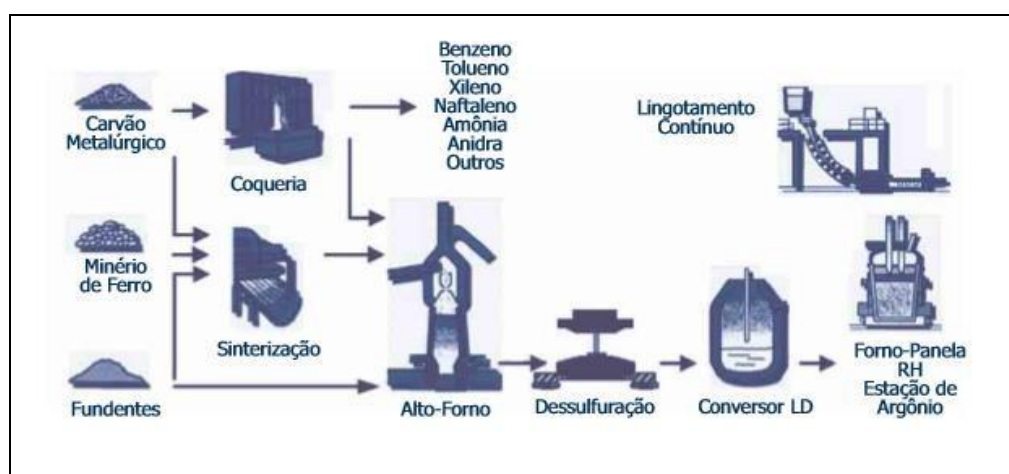 Benzeno
Tolueno
Xileno
Naftaleno
Amônia
Anidra
Outros
Lingotamento
Contínuo
Carvão
Metalúrgico
Coqueria
Minério
de Ferro
Sinterização
Fundentes
Alto-Forno
Dessulfuração
Conversor LD
Forno-Panela
RH
Estação de
Argônio